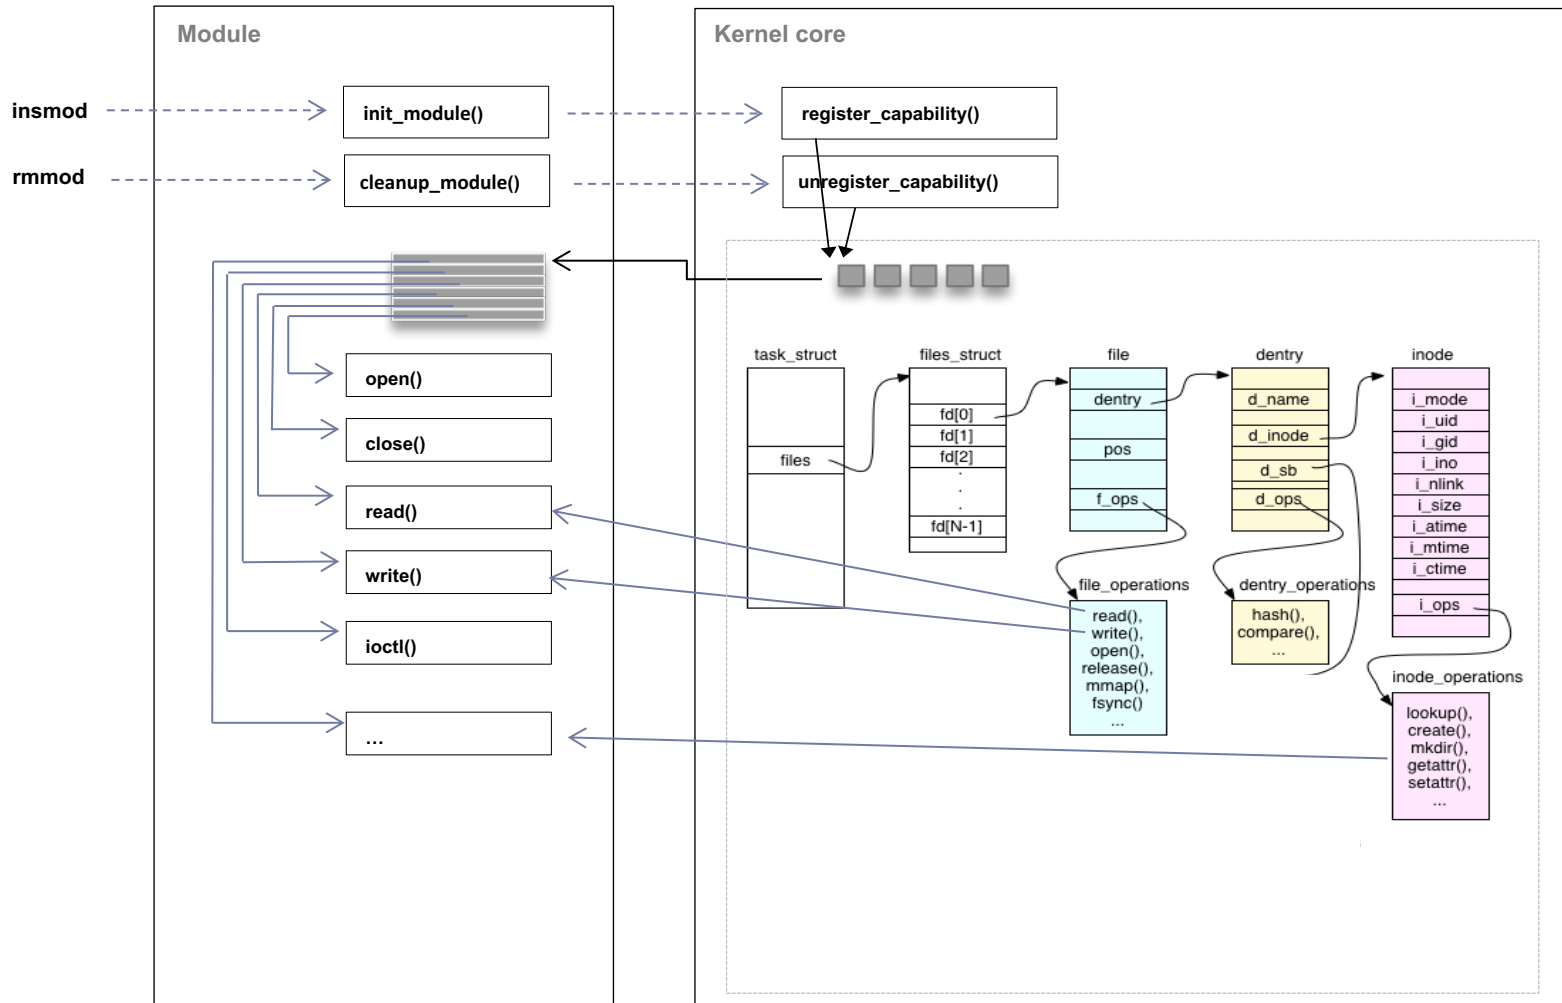 Module
Kernel core
insmod
init_module()
register_capability()
rmmod
cleanup_module()
unregister_capability()
open()
close()
read()
write()
ioctl()
...
task_struct
files
files_struct
fd[0]
fd[1]
fd[2]
.
.
.
fd[N-1]
file
dentry
pos
f_ops
dentry
d_name
d_inode
d_sb
d_ops
inode
i_mode
i_uid
i_gid
i_ino
i_nlink
i_size
i_atime
i_mtime
i_ctime
i_ops
file_operations
read(),
write(),
open(),
release(),
mmap(),
fsync()
...
dentry_operations
hash(),
compare(),
...
inode_operations
lookup(),
create(),
mkdir(),
getattr(),
setattr(),
...